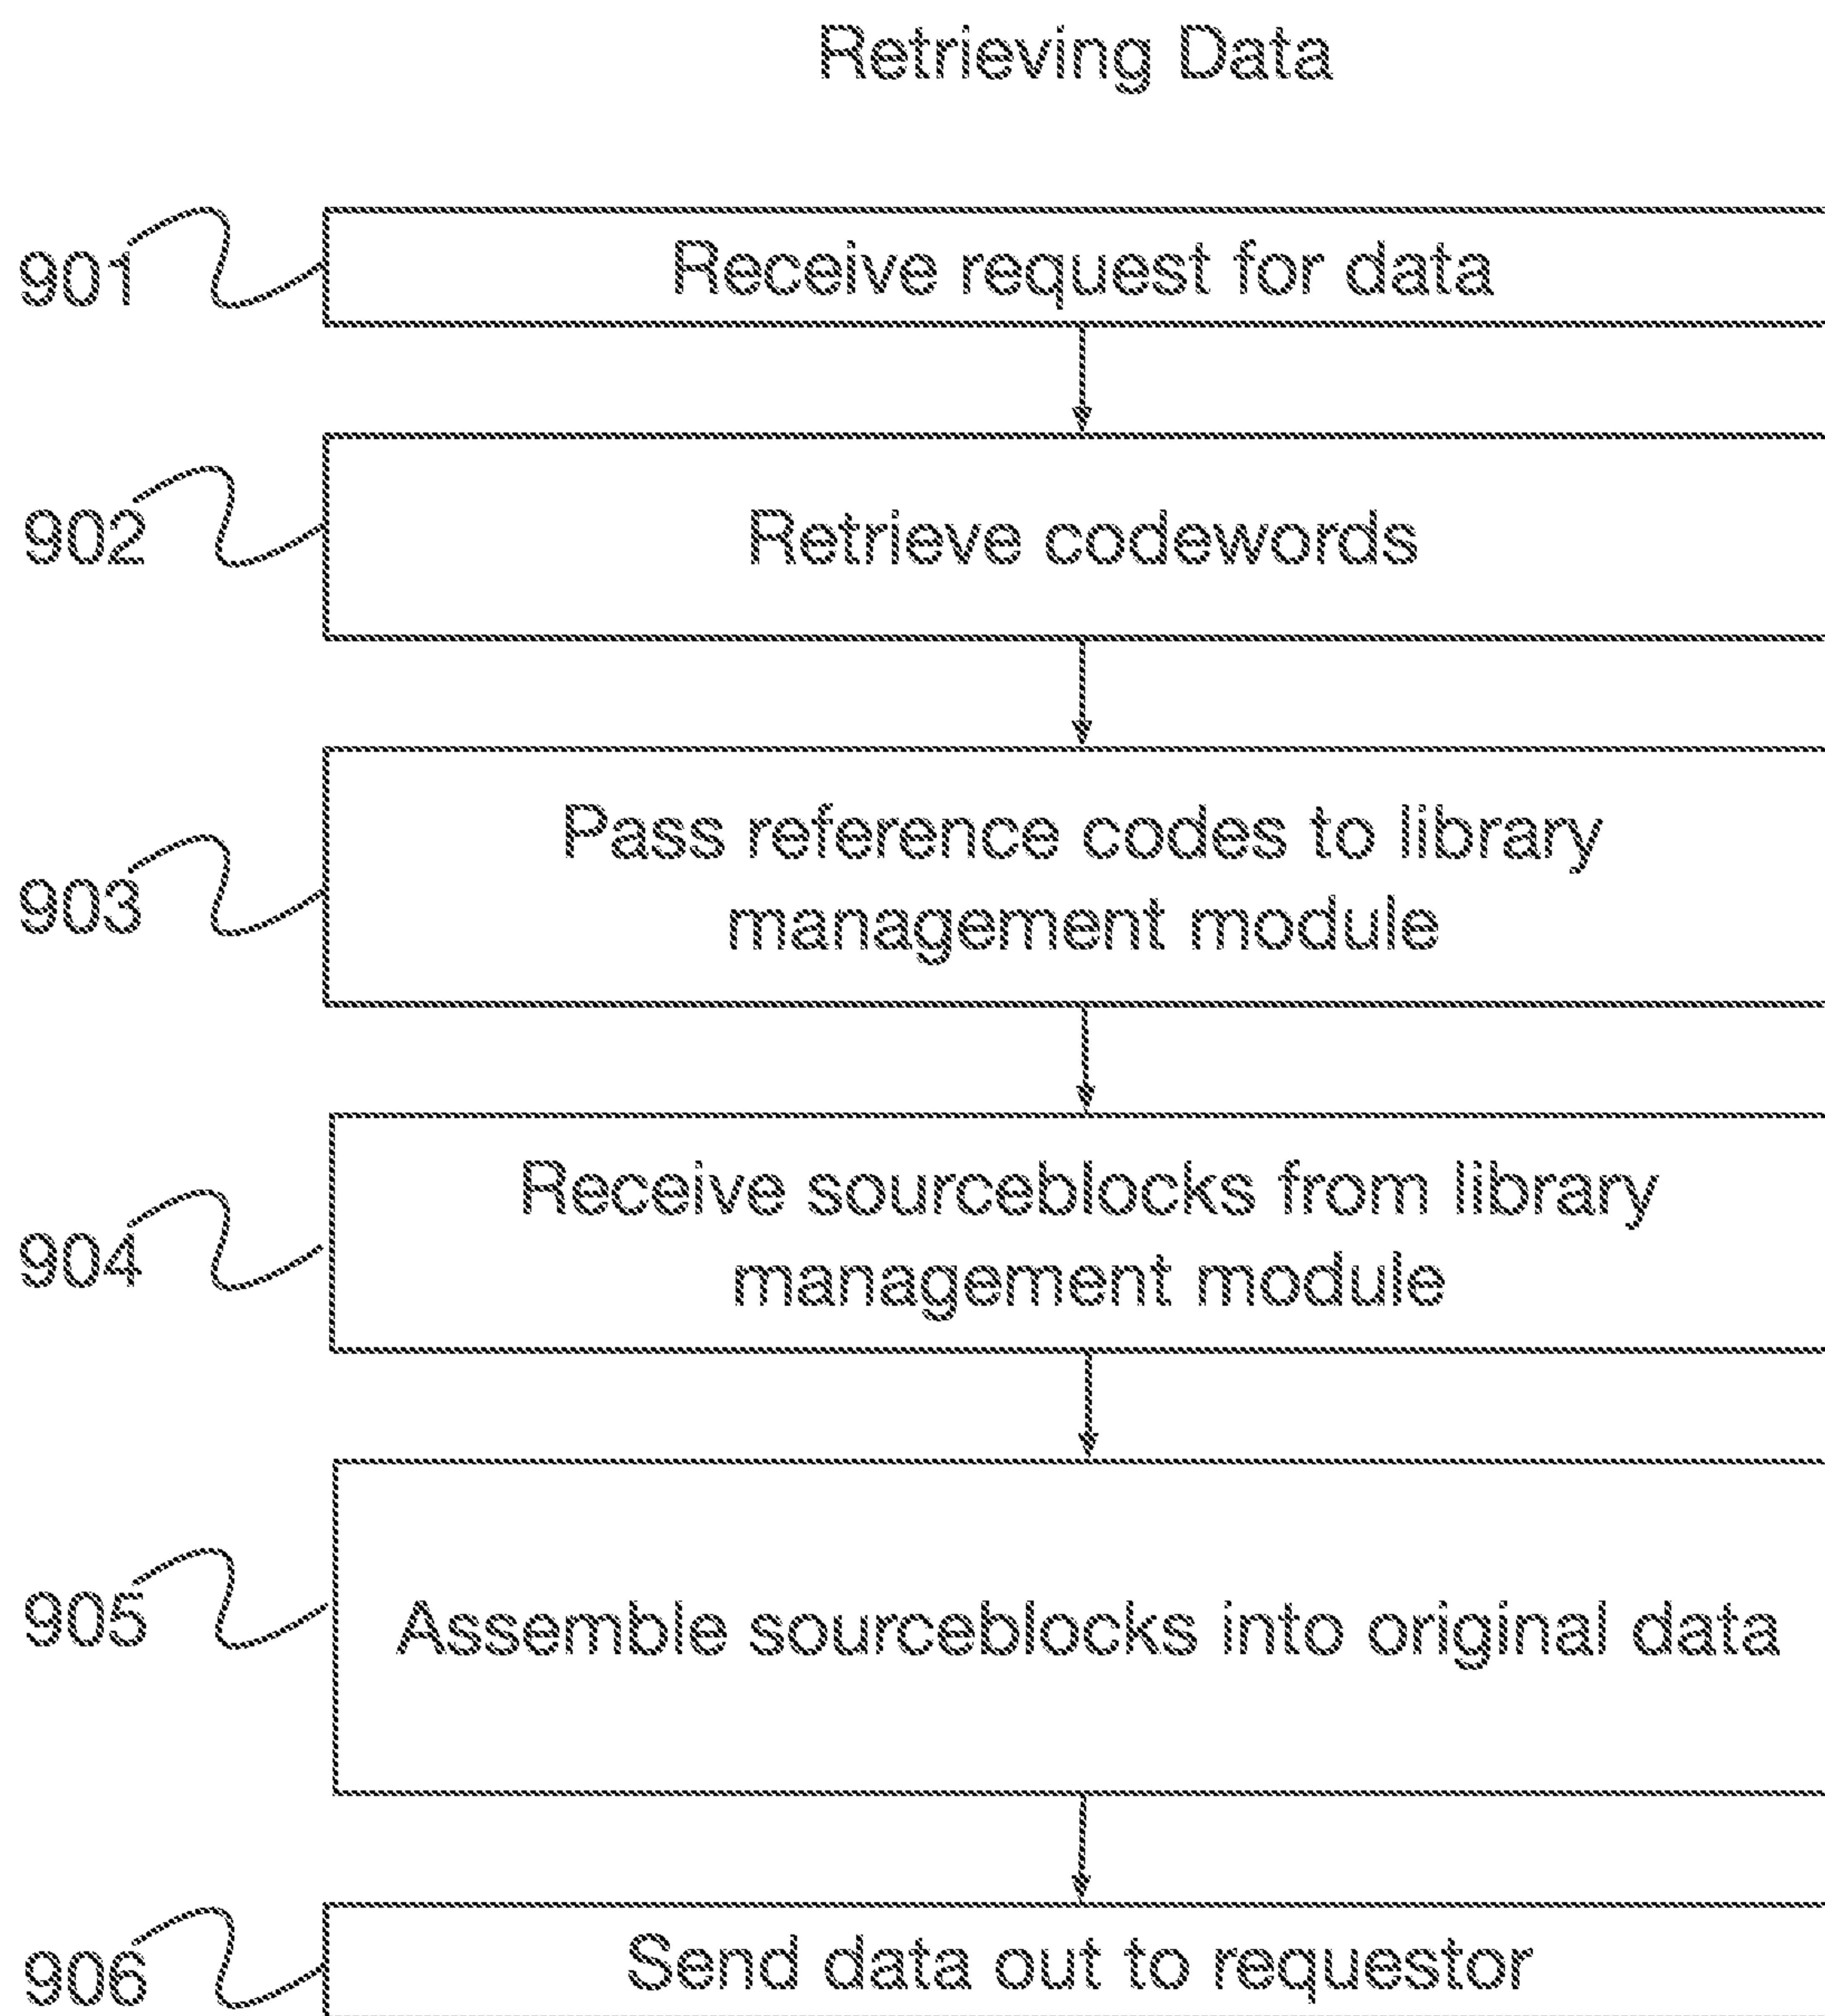 Retrieving Data
901
Receive request for data
902
Retrieve codewords
903
Pass reference codes to library
management module
904
Receive sourceblocks from library
management module
905
Assemble sourceblocks into original data
906
Send data out to requestor